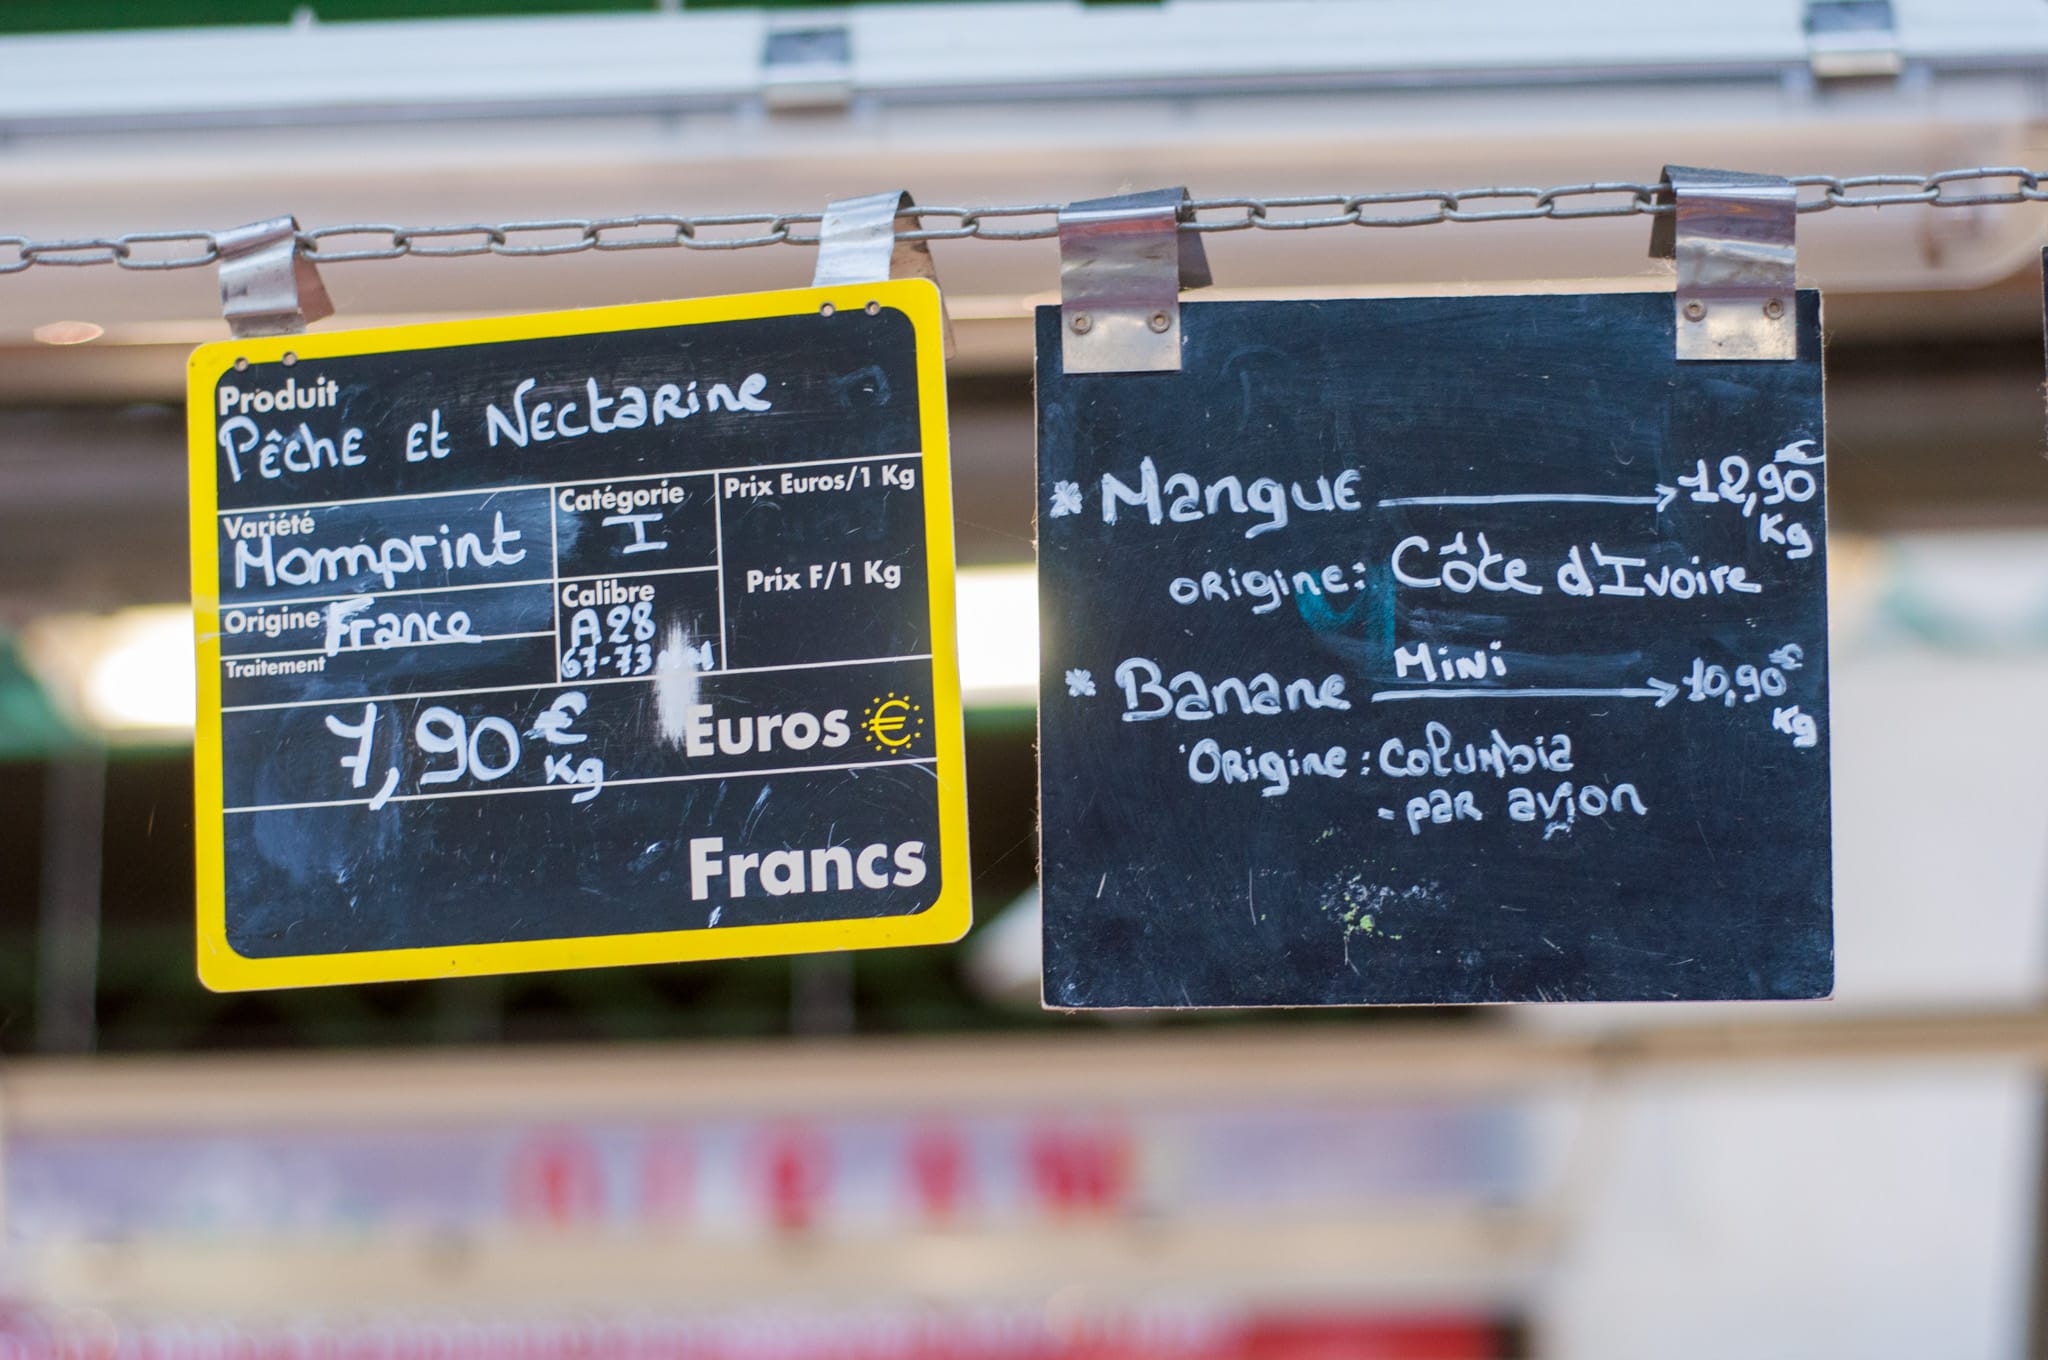 Produit
Pêche et Nectarine
Variété
Momprint
Origine France
Traitement
Catégorie
I
Calibre
A 28
67-73
Prix Euros/1 Kg
Prix F/1 Kg
7,90 €
Kg
Euros €
Francs
* Mangue → 12,90 €
Kg
origine: Côte d'Ivoire
Mini
* Banane → 10,90 €
Kg
Origine: Columbia
- par avion